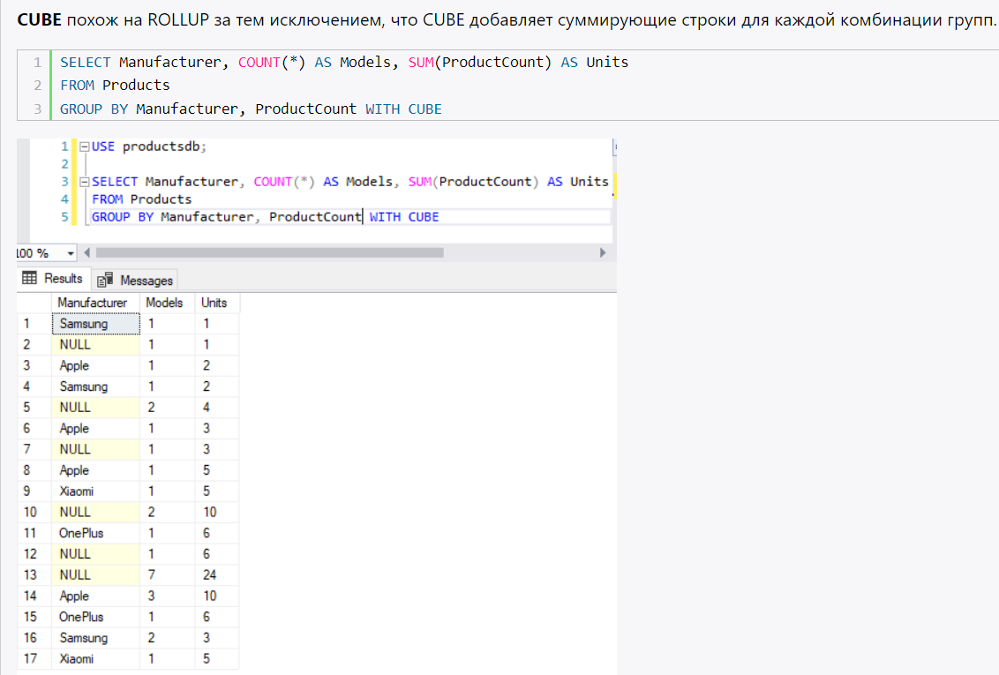 CUBE похож на ROLLUP за тем исключением, что CUBE добавляет суммирующие строки для каждой комбинации групп.
1 SELECT Manufacturer, COUNT(*) AS Models, SUM(ProductCount) AS Units
2 FROM Products
3 GROUP BY Manufacturer, ProductCount WITH CUBE
1 USE productsdb;
2
3 SELECT Manufacturer, COUNT(*) AS Models, SUM(ProductCount) AS Units
4 FROM Products
5 GROUP BY Manufacturer, ProductCount WITH CUBE
100 %
Results Messages
Manufacturer Models Units
1 Samsung 1 1
2 NULL 1 1
3 Apple 1 2
4 Samsung 1 2
5 NULL 2 4
6 Apple 1 3
7 NULL 1 3
8 Apple 1 5
9 Xiaomi 1 5
10 NULL 2 10
11 OnePlus 1 6
12 NULL 1 6
13 NULL 7 24
14 Apple 3 10
15 OnePlus 1 6
16 Samsung 2 3
17 Xiaomi 1 5